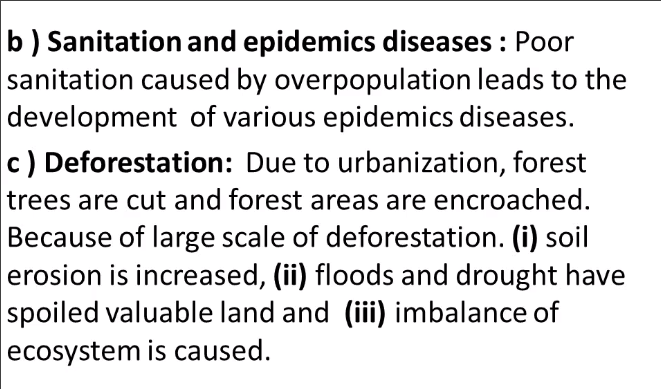 b ) Sanitation and epidemics diseases : Poor
sanitation caused by overpopulation leads to the
development of various epidemics diseases.
c ) Deforestation: Due to urbanization, forest
trees are cut and forest areas are encroached.
Because of large scale of deforestation. (i) soil
erosion is increased, (ii) floods and drought have
spoiled valuable land and (iii) imbalance of
ecosystem is caused.